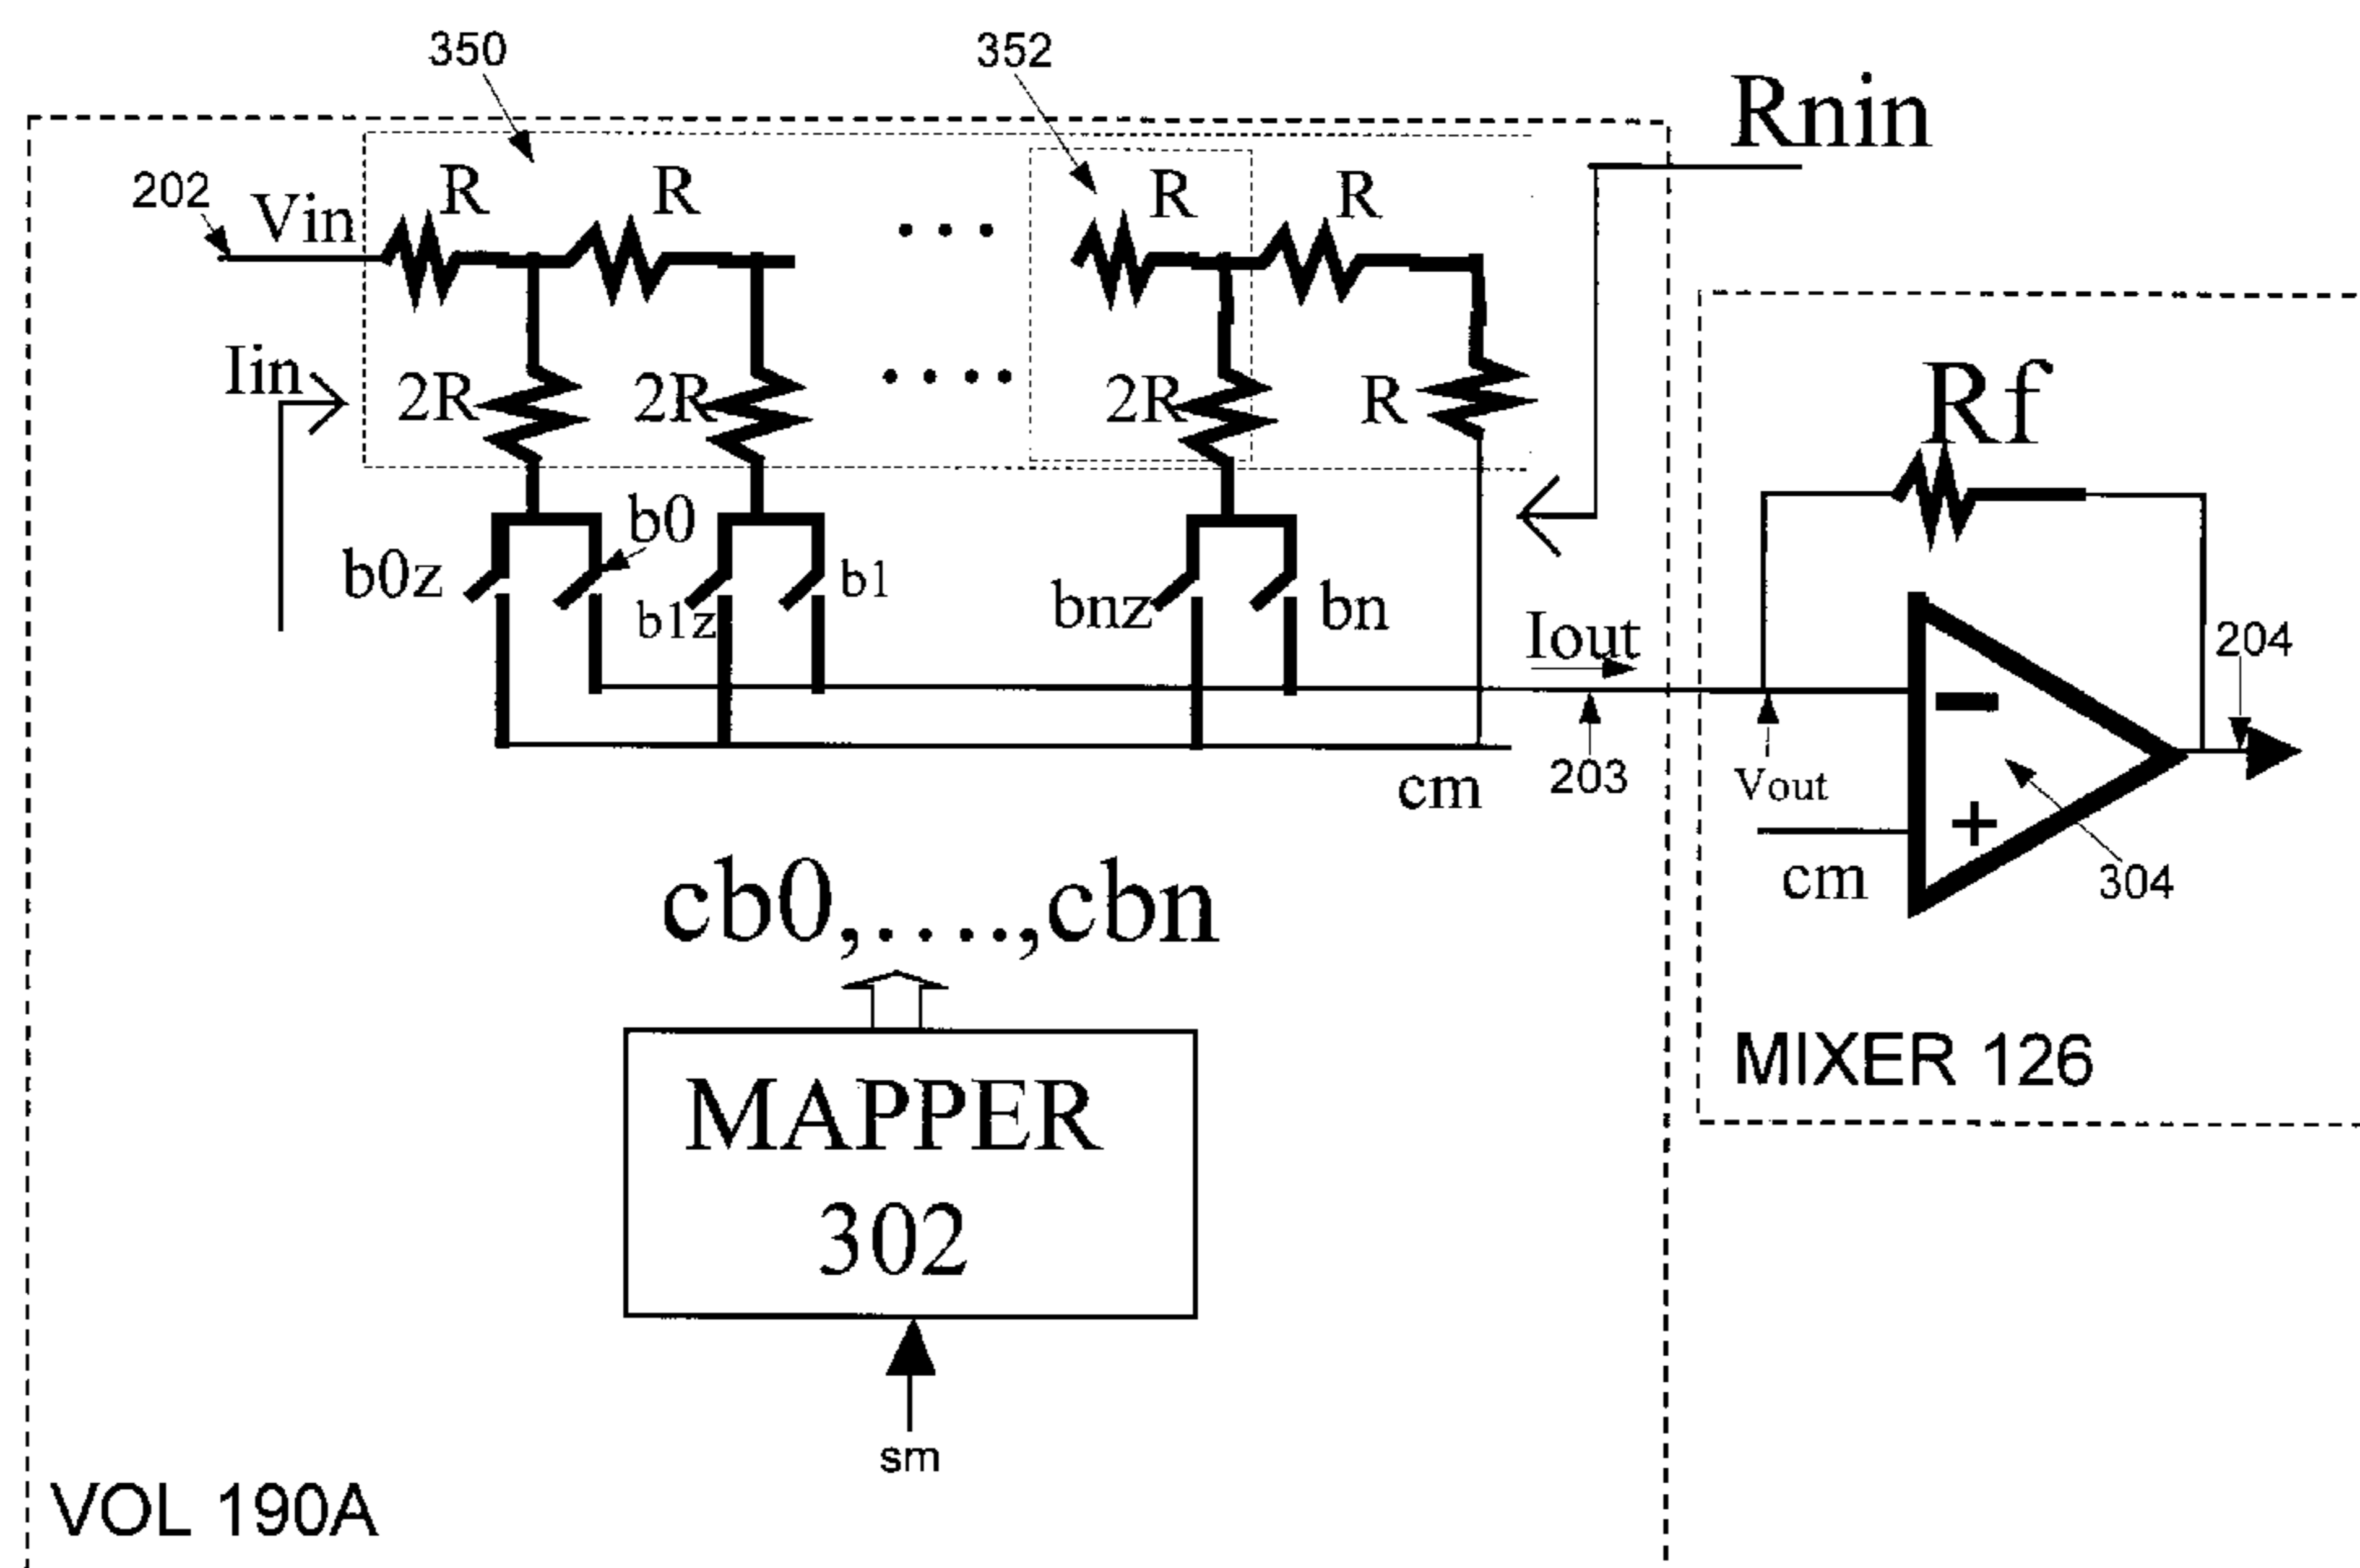 350
352
Rnin
202
Vin
R
R
R
R
Iin
2R
2R
2R
R
Rf
b0z
b0
b1z
b1
bnz
bn
Iout
204
203
Vout
cm
cm
304
cb0,....,cbn
MAPPER
302
MIXER 126
sm
VOL 190A